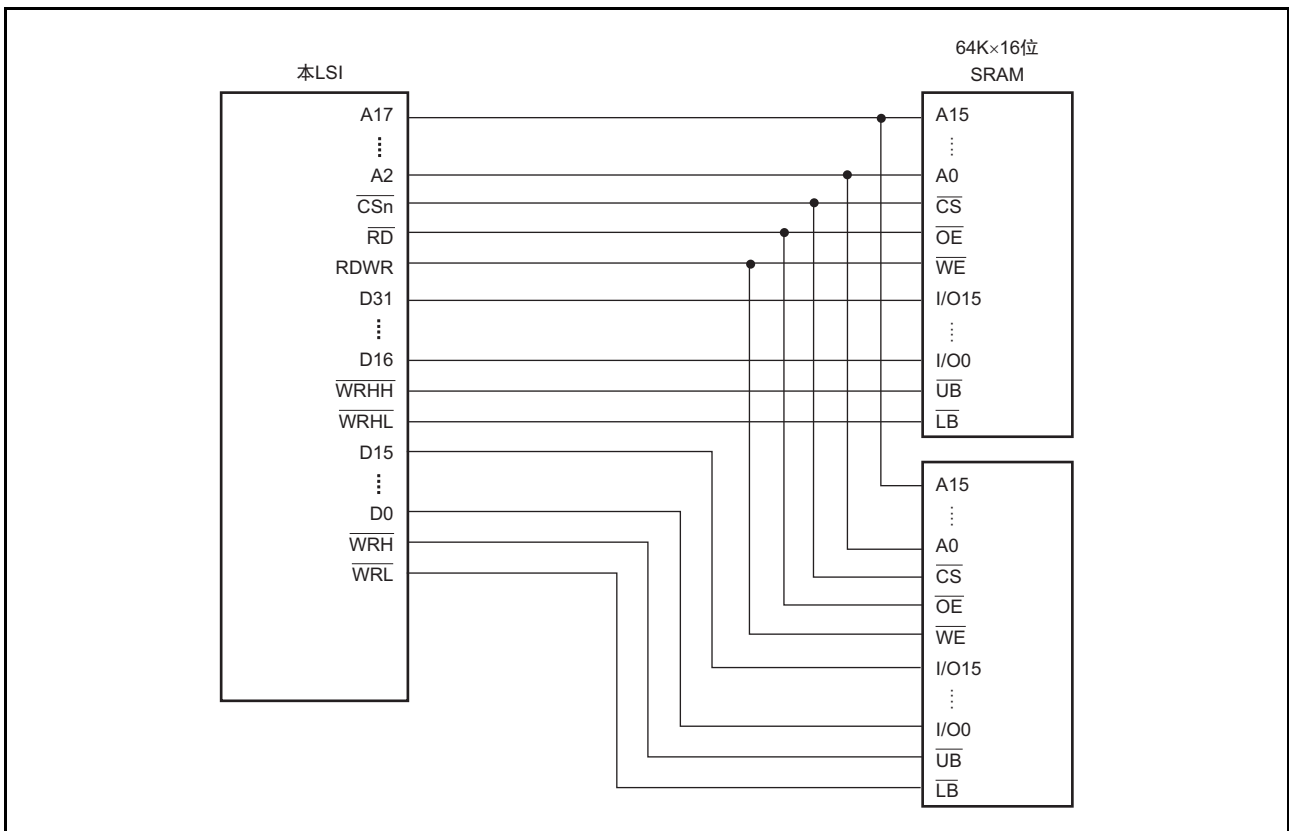 本LSI
A17
A2
CSn
RD
RDWR
D31
D16
WRHH
WRHL
D15
D0
WRH
WRL
64K×16位
SRAM
A15
A0
CS
OE
WE
I/O15
I/O0
UB
LB
A15
A0
CS
OE
WE
I/O15
I/O0
UB
LB